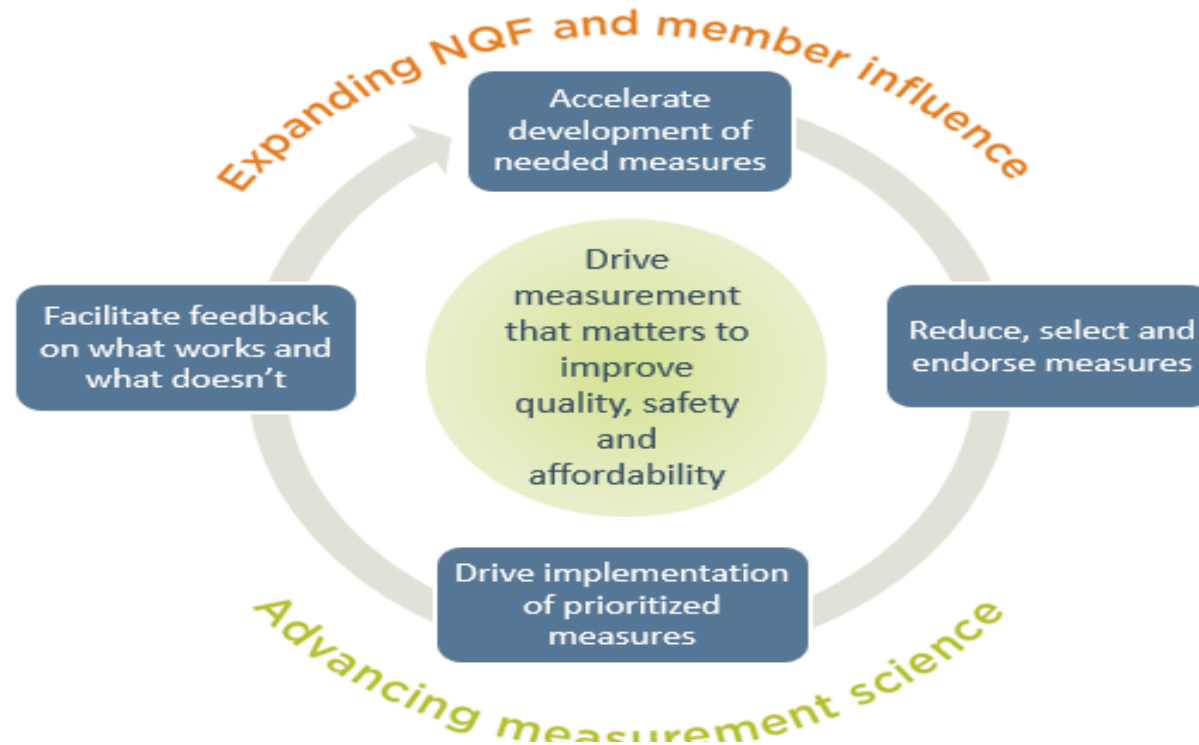 Expanding NQF and member influence
Accelerate
development of
needed measures
Facilitate feedback
on what works and
what doesn’t
Drive
measurement
that matters to
improve
quality, safety
and
affordability
Reduce, select and
endorse measures
Drive implementation
of prioritized
measures
Advancing measurement science